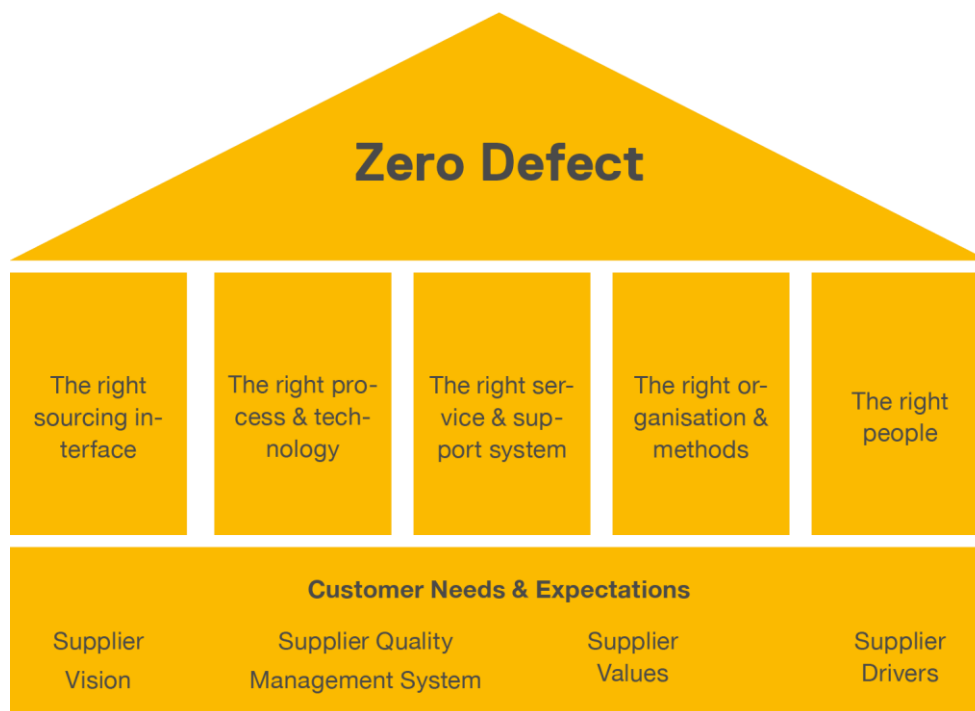 Zero Defect
The right
sourcing in-
terface
The right pro-
cess & tech-
nology
The right ser-
vice & sup-
port system
The right or-
ganisation &
methods
The right
people
Customer Needs & Expectations
Supplier
Vision
Supplier Quality
Management System
Supplier
Values
Supplier
Drivers